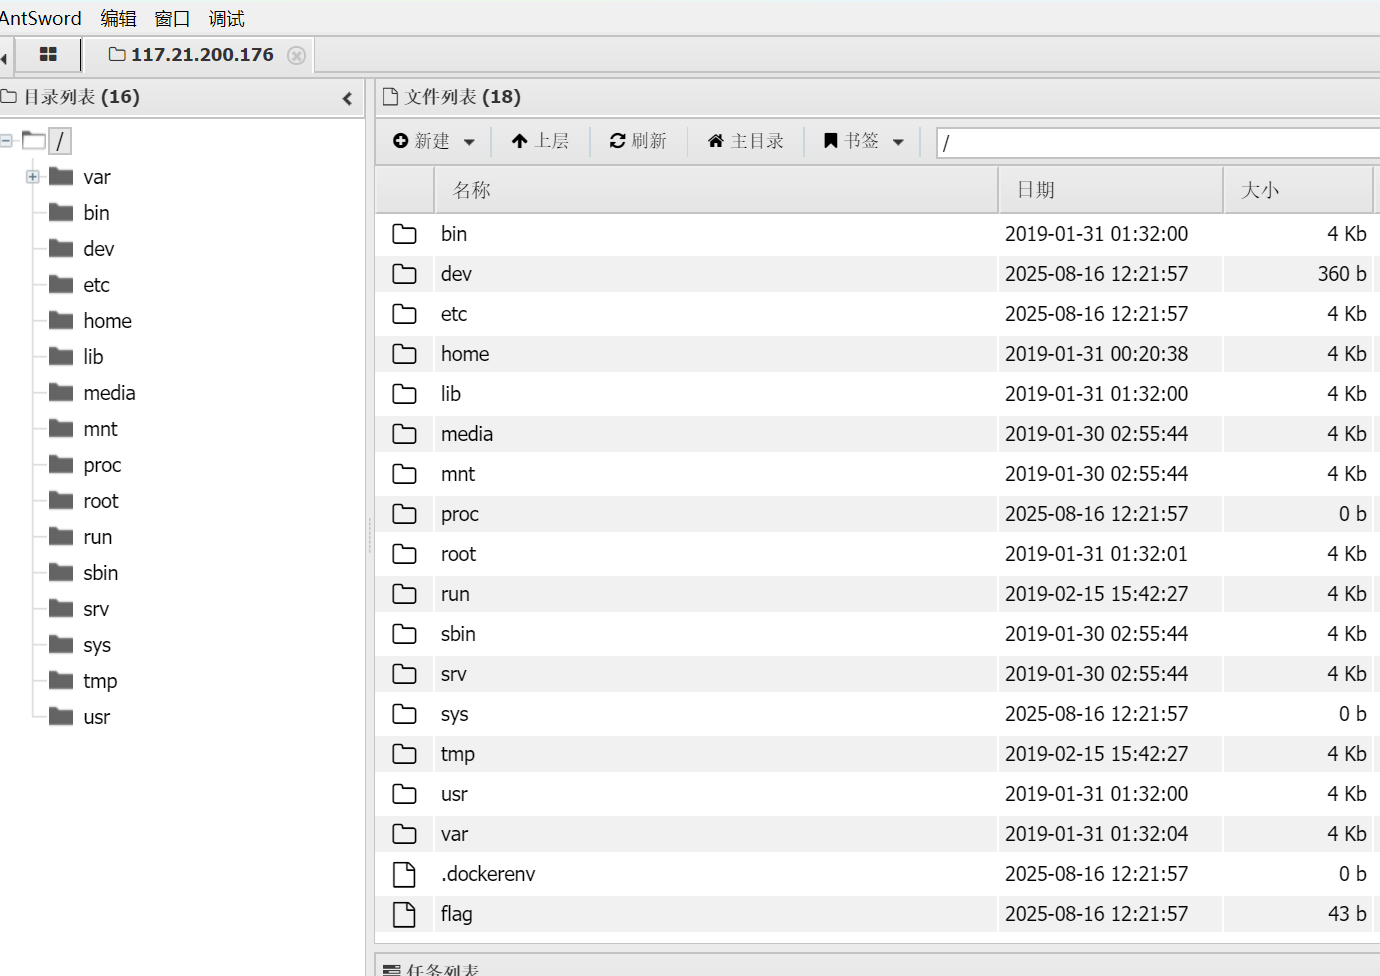 AntSword 编辑 窗口 调试
117.21.200.176
目录列表 (16)
/
var
bin
dev
etc
home
lib
media
mnt
proc
root
run
sbin
srv
sys
tmp
usr
文件列表 (18)
新建 上层 刷新 主目录 书签 /
名称 日期 大小
bin 2019-01-31 01:32:00 4 Kb
dev 2025-08-16 12:21:57 360 b
etc 2025-08-16 12:21:57 4 Kb
home 2019-01-31 00:20:38 4 Kb
lib 2019-01-31 01:32:00 4 Kb
media 2019-01-30 02:55:44 4 Kb
mnt 2019-01-30 02:55:44 4 Kb
proc 2025-08-16 12:21:57 0 b
root 2019-01-31 01:32:01 4 Kb
run 2019-02-15 15:42:27 4 Kb
sbin 2019-01-30 02:55:44 4 Kb
srv 2019-01-30 02:55:44 4 Kb
sys 2025-08-16 12:21:57 0 b
tmp 2019-02-15 15:42:27 4 Kb
usr 2019-01-31 01:32:00 4 Kb
var 2019-01-31 01:32:04 4 Kb
.dockerenv 2025-08-16 12:21:57 0 b
flag 2025-08-16 12:21:57 43 b
任务列表